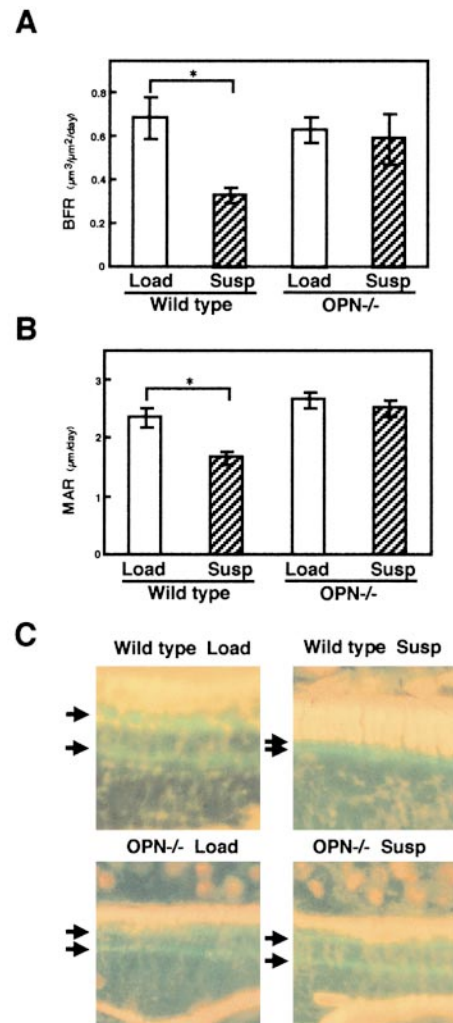 A
BFR (μm³/μm²/day)
0.8
0.6
0.4
0.2
0
*
Load Susp Load Susp
Wild type OPN-/-
B
MAR (μm/day)
3
2
1
0
*
Load Susp Load Susp
Wild type OPN-/-
C
Wild type Load Wild type Susp
OPN-/- Load OPN-/- Susp